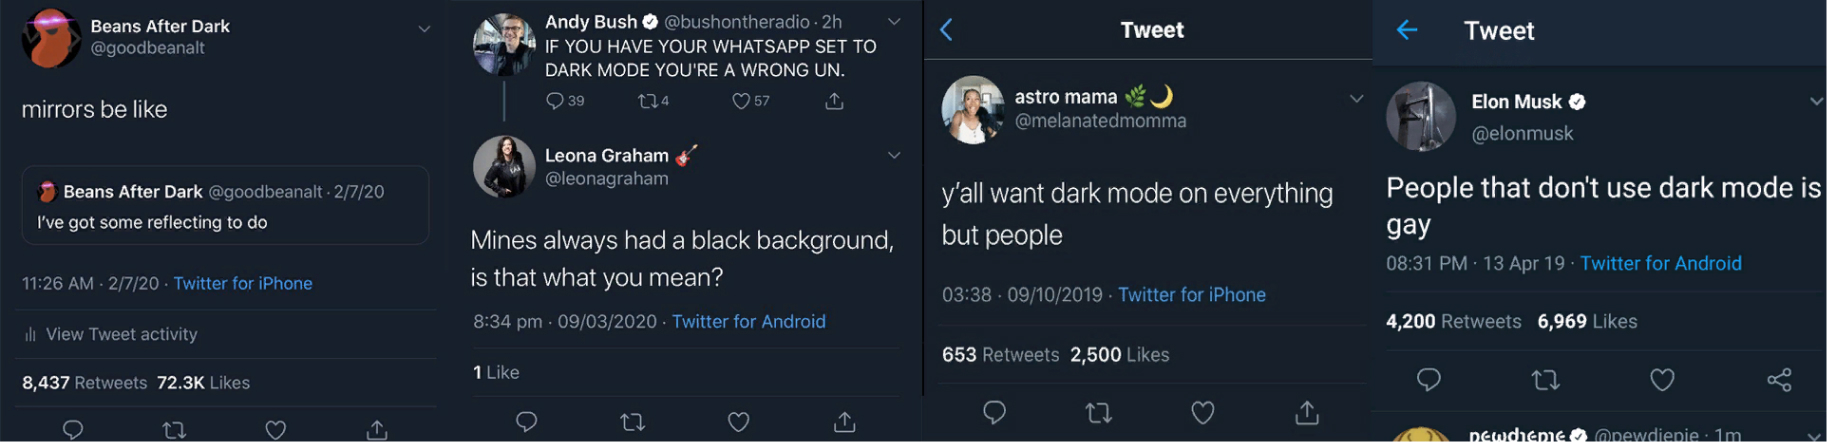 Beans After Dark
@goodbeanalt
mirrors be like
Beans After Dark @goodbeanalt · 2/7/20
I've got some reflecting to do
11:26 AM · 2/7/20 · Twitter for iPhone
View Tweet activity
8,437 Retweets 72.3K Likes
Andy Bush @bushontheradio · 2h
IF YOU HAVE YOUR WHATSAPP SET TO
DARK MODE YOU'RE A WRONG UN.
39 4 57
Leona Graham
@leonagraham
Mines always had a black background,
is that what you mean?
8:34 pm · 09/03/2020 · Twitter for Android
1 Like
Tweet
astro mama
@melanatedmomma
y'all want dark mode on everything
but people
03:38 · 09/10/2019 · Twitter for iPhone
653 Retweets 2,500 Likes
Tweet
Elon Musk
@elonmusk
People that don't use dark mode is
gay
08:31 PM · 13 Apr 19 · Twitter for Android
4,200 Retweets 6,969 Likes
@pewdiepie · 1m